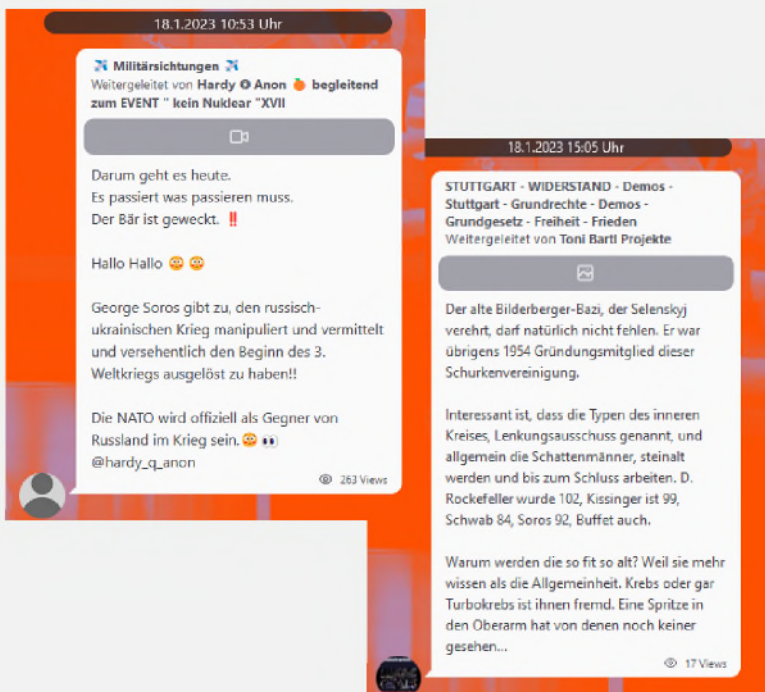 18.1.2023 10:53 Uhr
✈️ Militärsichtungen ✈️
Weitergeleitet von Hardy Anon 🍊 begleitend
zum EVENT " kein Nuklear "XVII
Darum geht es heute.
Es passiert was passieren muss.
Der Bär ist geweckt. ‼️
Hallo Hallo
George Soros gibt zu, den russisch-
ukrainischen Krieg manipuliert und vermittelt
und versehentlich den Beginn des 3.
Weltkriegs ausgelöst zu haben!!
Die NATO wird offiziell als Gegner von
Russland im Krieg sein. 👀
@hardy_q_anon
263 Views
18.1.2023 15:05 Uhr
STUTTGART - WIDERSTAND - Demos -
Stuttgart - Grundrechte - Demos -
Grundgesetz - Freiheit - Frieden
Weitergeleitet von Toni Bartl Projekte
Der alte Bilderberger-Bazi, der Selenskyj
verehrt, darf natürlich nicht fehlen. Er war
übrigens 1954 Gründungsmitglied dieser
Schurkenvereinigung.
Interessant ist, dass die Typen des inneren
Kreises, Lenkungsausschuss genannt, und
allgemein die Schattenmänner, steinalt
werden und bis zum Schluss arbeiten. D.
Rockefeller wurde 102, Kissinger ist 99,
Schwab 84, Soros 92, Buffet auch.
Warum werden die so fit so alt? Weil sie mehr
wissen als die Allgemeinheit. Krebs oder gar
Turbokrebs ist ihnen fremd. Eine Spritze in
den Oberarm hat von denen noch keiner
gesehen...
17 Views